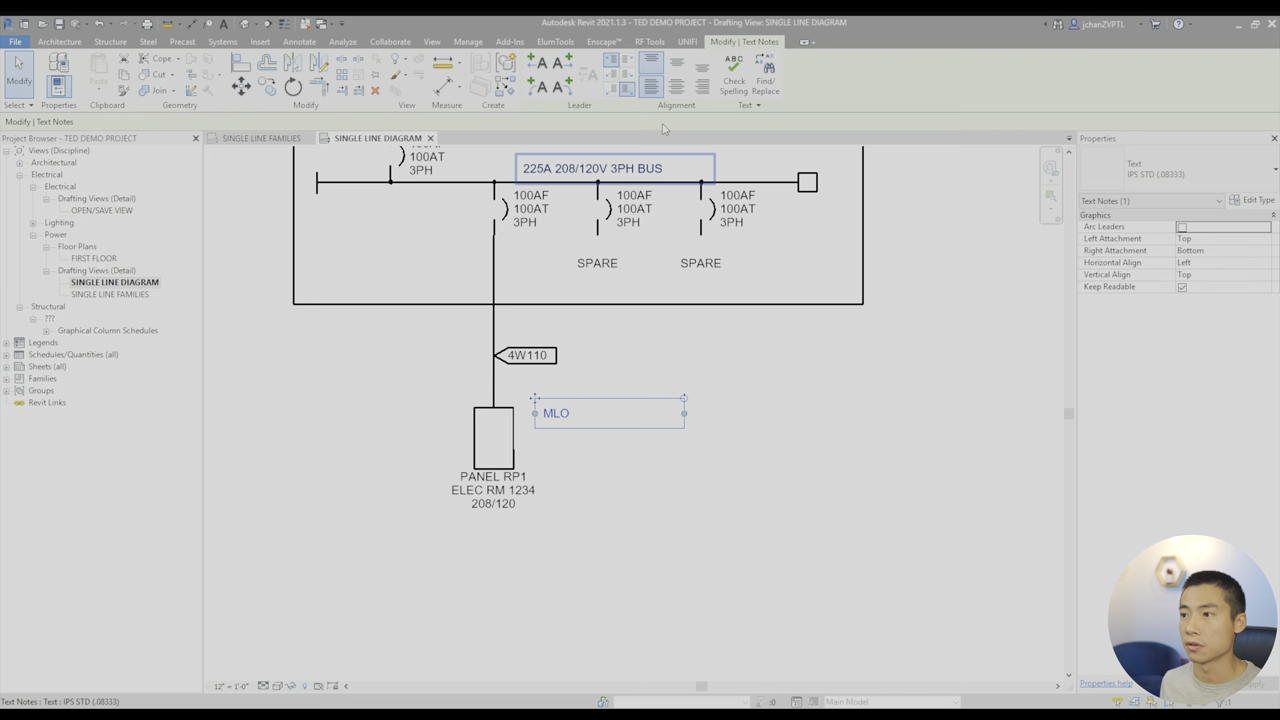 Autodesk Revit 2021.1.3 - TED DEMO PROJECT - Drafting View: SINGLE LINE DIAGRAM
jchanZVPTL
File
Architecture
Structure
Steel
Precast
Systems
Insert
Annotate
Analyze
Collaborate
View
Manage
Add-Ins
ElumTools
Enscape™
RF Tools
UNIFI
Modify | Text Notes
Modify
Paste
Cope
Cut
Join
Check Spelling
Find/ Replace
Select
Properties
Clipboard
Geometry
Modify
View
Measure
Create
Leader
Alignment
Text
Modify | Text Notes
Project Browser - TED DEMO PROJECT
Views (Discipline)
Architectural
Electrical
Electrical
Drafting Views (Detail)
OPEN/SAVE VIEW
Lighting
Power
Floor Plans
FIRST FLOOR
Drafting Views (Detail)
SINGLE LINE DIAGRAM
SINGLE LINE FAMILIES
Structural
???
Graphical Column Schedules
Legends
Schedules/Quantities (all)
Sheets (all)
Families
Groups
Revit Links
SINGLE LINE FAMILIES
SINGLE LINE DIAGRAM
100AT
3PH
225A 208/120V 3PH BUS
100AF
100AT
3PH
100AF
100AT
3PH
100AF
100AT
3PH
SPARE
SPARE
4W110
MLO
PANEL RP1
ELEC RM 1234
208/120
Properties
Text
IPS STD (.08333)
Text Notes (1)
Edit Type
Graphics
Arc Leaders
Left Attachment Top
Right Attachment Bottom
Horizontal Align Left
Vertical Align Top
Keep Readable
Properties help
12" = 1'-0"
Text Notes : Text : IPS STD (.08333)
:0
Main Model
:1